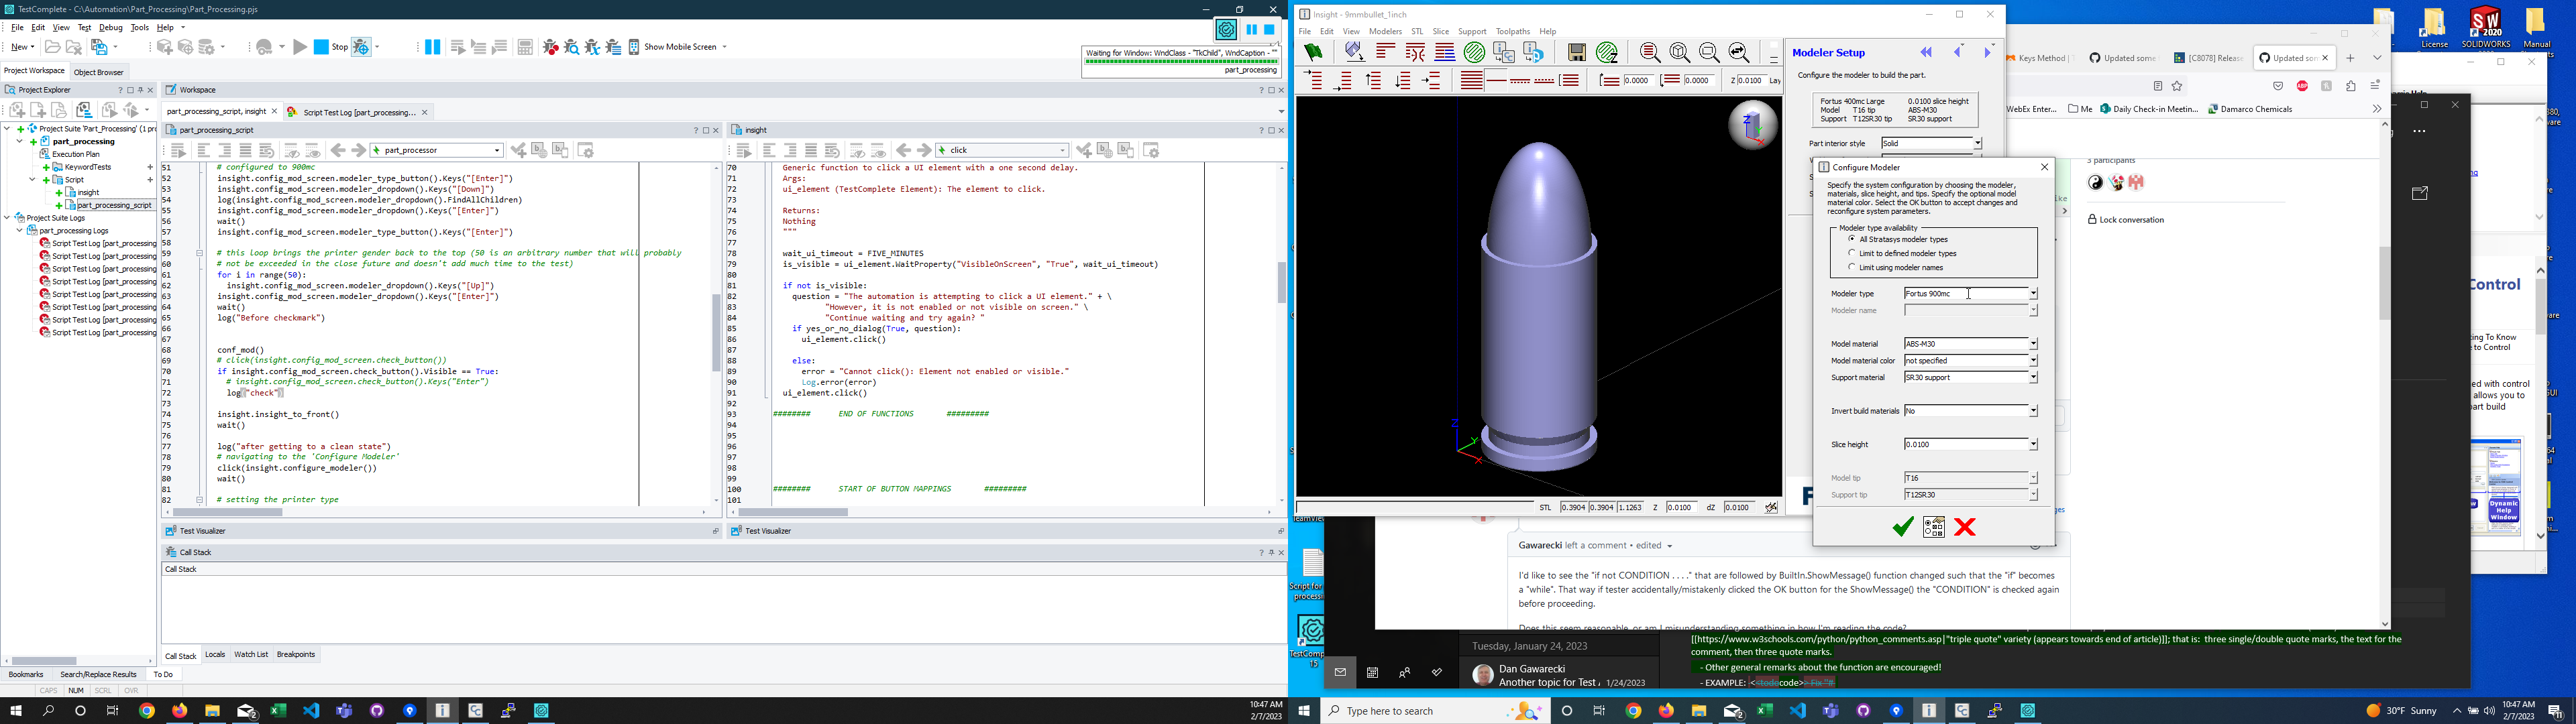 TestComplete - C:\Automation\Part_Processing\Part_Processing.pjs
File Edit View Test Debug Tools Help
New Stop Show Mobile Screen
Waiting for Window: WndClass - "TkChild", WndCaption - ""
part_processing
Project Workspace Object Browser
Project Explorer
Project Suite 'Part_Processing' (1 pr
part_processing
Execution Plan
KeywordTests
Script
insight
part_processing_script
Project Suite Logs
part_processing Logs
Script Test Log [part_processing
Script Test Log [part_processing
Script Test Log [part_processing
Script Test Log [part_processing
Script Test Log [part_processing
Script Test Log [part_processing
Script Test Log [part_processing
Script Test Log [part_processing
Bookmarks Search/Replace Results To Do
CAPS NUM SCRL OVR
Workspace
part_processing_script, insight Script Test Log [part_processing...
part_processing_script
part_processor
51 # configured to 900mc
52 insight.config_mod_screen.modeler_type_button().Keys("[Enter]")
53 insight.config_mod_screen.modeler_dropdown().Keys("[Down]")
54 log(insight.config_mod_screen.modeler_dropdown().FindAllChildren)
55 insight.config_mod_screen.modeler_dropdown().Keys("[Enter]")
56 wait()
57 insight.config_mod_screen.modeler_type_button().Keys("[Enter]")
58
59 # this loop brings the printer gender back to the top (50 is an arbitrary number that will probably
60 # not be exceeded in the close future and doesn't add much time to the test)
61 for i in range(50):
62 insight.config_mod_screen.modeler_dropdown().Keys("[Up]")
63 insight.config_mod_screen.modeler_dropdown().Keys("[Enter]")
64 wait()
65 log("Before checkmark")
66
67
68 conf_mod()
69 # click(insight.config_mod_screen.check_button())
70 if insight.config_mod_screen.check_button().Visible == True:
71 # insight.config_mod_screen.check_button().Keys("Enter")
72 log("check")
73
74 insight.insight_to_front()
75 wait()
76
77 log("after getting to a clean state")
78 # navigating to the 'Configure Modeler'
79 click(insight.configure_modeler())
80 wait()
81
82 # setting the printer type
insight
click
70 Generic function to click a UI element with a one second delay.
71 Args:
72 ui_element (TestComplete Element): The element to click.
73
74 Returns:
75 Nothing
76 """
77
78 wait_ui_timeout = FIVE_MINUTES
79 is_visible = ui_element.WaitProperty("VisibleOnScreen", "True", wait_ui_timeout)
80
81 if not is_visible:
82 question = "The automation is attempting to click a UI element." + \
83 "However, it is not enabled or not visible on screen." \
84 "Continue waiting and try again? "
85 if yes_or_no_dialog(True, question):
86 ui_element.click()
87
88 else:
89 error = "Cannot click(): Element not enabled or visible."
90 Log.error(error)
91 ui_element.click()
92
93 ######## END OF FUNCTIONS #########
94
95
96
97
98
99
100 ######## START OF BUTTON MAPPINGS #########
101
Test Visualizer
Test Visualizer
Call Stack
Call Stack
Call Stack Locals Watch List Breakpoints
10:47 AM
2/7/2023
Insight - 9mmbullet_1inch
File Edit View Modelers STL Slice Support Toolpaths Help
0.0000 0.0000 Z 0.0100 Lay
STL 0.3904 0.3904 1.1263 Z 0.0100 dZ 0.0100
Modeler Setup
Configure the modeler to build the part.
Fortus 400mc Large 0.0100 slice height
Model T16 tip ABS-M30
Support T12SR30 tip SR30 support
Part interior style Solid
Configure Modeler
Specify the system configuration by choosing the modeler,
materials, slice height, and tips. Specify the optional model
material color. Select the OK button to accept changes and
reconfigure system parameters.
Modeler type availability
All Stratasys modeler types
Limit to defined modeler types
Limit using modeler names
Modeler type Fortus 900mc
Modeler name
Model material ABS-M30
Model material color not specified
Support material SR30 support
Invert build materials No
Slice height 0.0100
Model tip T16
Support tip T12SR30
Keys Method | Updated some [C8078] Release Updated som
WebEx Enter... Me Daily Check-in Meetin... Damarco Chemicals
3 participants
Lock conversation
Gawarecki left a comment • edited
I'd like to see the "if not CONDITION . . . ." that are followed by BuiltIn.ShowMessage() function changed such that the "if" becomes
a "while". That way if tester accidentally/mistakenly clicked the OK button for the ShowMessage() the "CONDITION" is checked again
before proceeding.
Does this seem reasonable, or am I misunderstanding something in how I'm reading the code?
[[https://www.w3schools.com/python/python_comments.asp|"triple quote" variety (appears towards end of article)]]; that is: three single/double quote marks, the text for the
comment, then three quote marks.
- Other general remarks about the function are encouraged!
- EXAMPLE:
Tuesday, January 24, 2023
Dan Gawarecki
Another topic for Test 1/24/2023
License
SOLIDWORKS
2020
Manual
Control
ting To Know
to Control
ed with control
allows you to
art build
Dynamic
Help
Window
TeamView
Script for
processin
TestComp
15
Type here to search
30°F Sunny
10:47 AM
2/7/2023